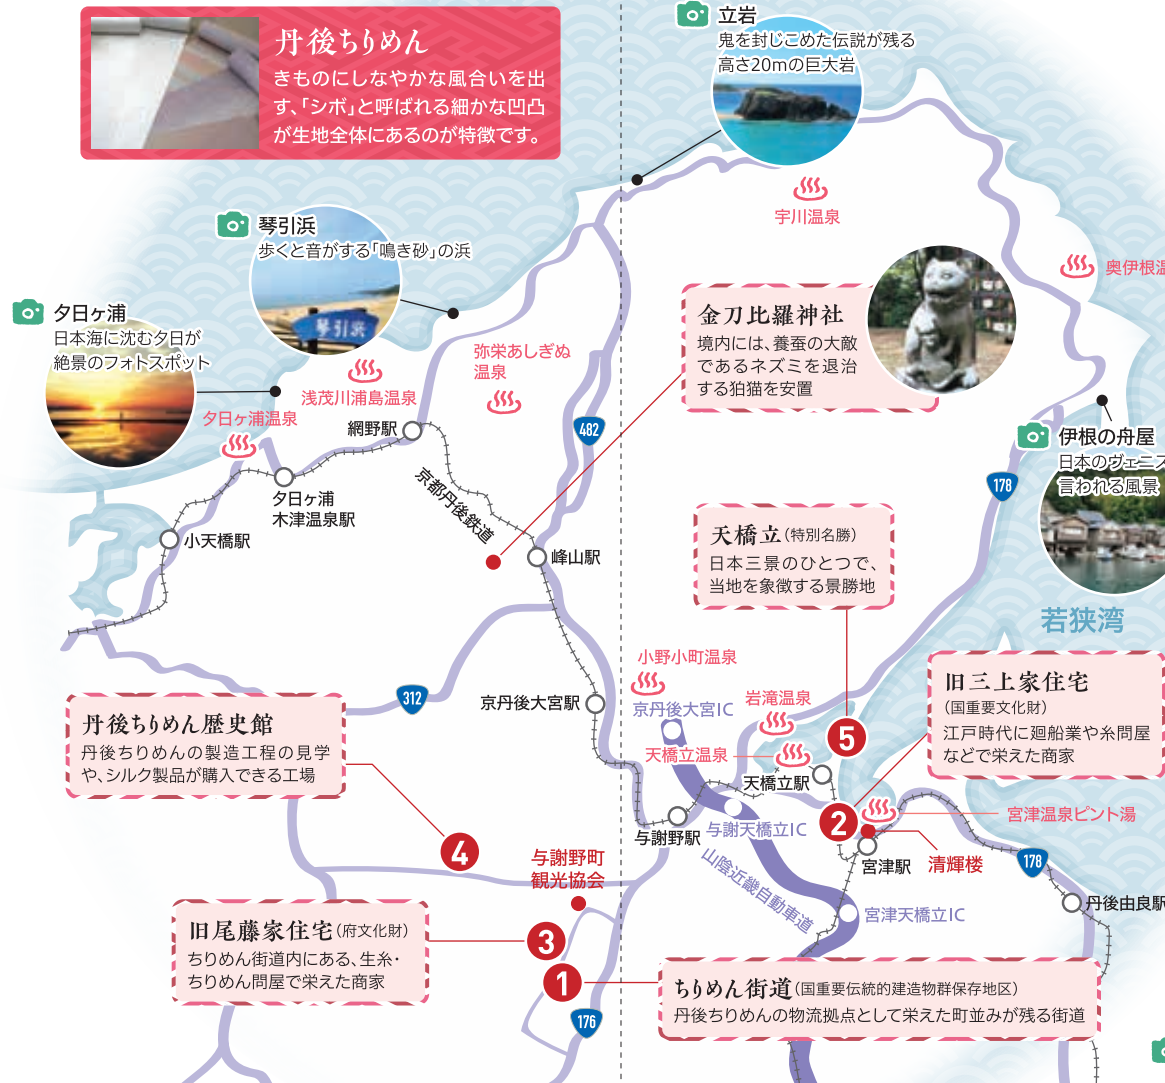 丹後ちりめん
きものにしなやかな風合いを出
す、「シボ」と呼ばれる細かな凹凸
が生地全体にあるのが特徴です。
立岩
鬼を封じこめた伝説が残る
高さ20mの巨大岩
宇川温泉
琴引浜
歩くと音がする「鳴き砂」の浜
琴引浜
奥伊根温
夕日ヶ浦
日本海に沈む夕日が
絶景のフォトスポット
金刀比羅神社
境内には、養蚕の大敵
であるネズミを退治
する狛猫を安置
弥栄あしぎぬ
温泉
浅茂川浦島温泉
夕日ヶ浦温泉
網野駅
482
伊根の舟屋
日本のヴェニス
言われる風景
京都丹後鉄道
夕日ヶ浦
木津温泉駅
178
小天橋駅
峰山駅
天橋立(特別名勝)
日本三景のひとつで、
当地を象徴する景勝地
若狭湾
小野小町温泉
312
京丹後大宮駅
京丹後大宮IC
岩滝温泉
旧三上家住宅
(国重要文化財)
江戸時代に廻船業や糸問屋
などで栄えた商家
丹後ちりめん歴史館
丹後ちりめんの製造工程の見学
や、シルク製品が購入できる工場
天橋立温泉
5
天橋立駅
2
宮津温泉ピント湯
与謝野駅
与謝天橋立IC
4
与謝野町
観光協会
山陰近畿自動車道
宮津駅
清輝楼
178
丹後由良駅
宮津天橋立IC
旧尾藤家住宅(府文化財)
ちりめん街道内にある、生糸・
ちりめん問屋で栄えた商家
3
1
ちりめん街道(国重要伝統的建造物群保存地区)
丹後ちりめんの物流拠点として栄えた町並みが残る街道
176